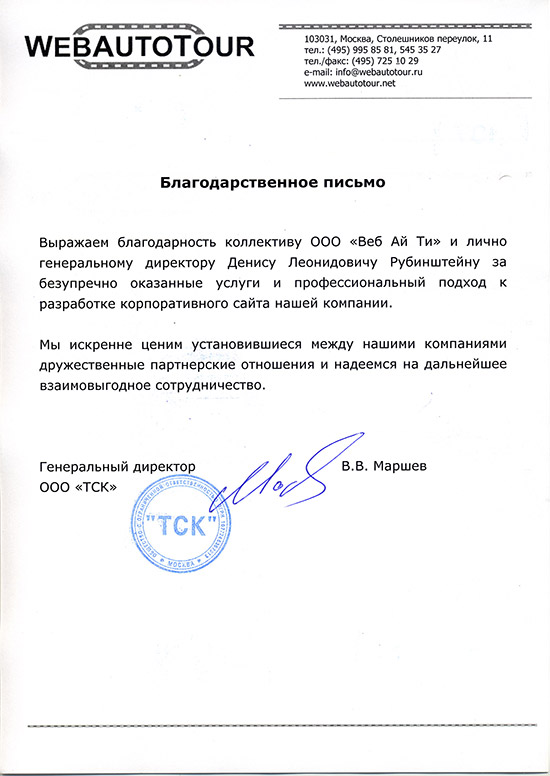 WEBAUTOTOUR
103031, Москва, Столешников переулок, 11
тел.: (495) 995 85 81, 545 35 27
тел./факс: (495) 725 10 29
e-mail: info@webautotour.ru
www.webautotour.net
Благодарственное письмо
Выражаем благодарность коллективу ООО «Веб Ай Ти» и лично
генеральному директору Денису Леонидовичу Рубинштейну за
безупречно оказанные услуги и профессиональный подход к
разработке корпоративного сайта нашей компании.
Мы искренне ценим установившиеся между нашими компаниями
дружественные партнерские отношения и надеемся на дальнейшее
взаимовыгодное сотрудничество.
Генеральный директор В.В. Маршев
ООО «ТСК»
ОБЩЕСТВО С ОГРАНИЧЕННОЙ ОТВЕТСТВЕННОСТЬЮ
"ТСК"
МОСКВА